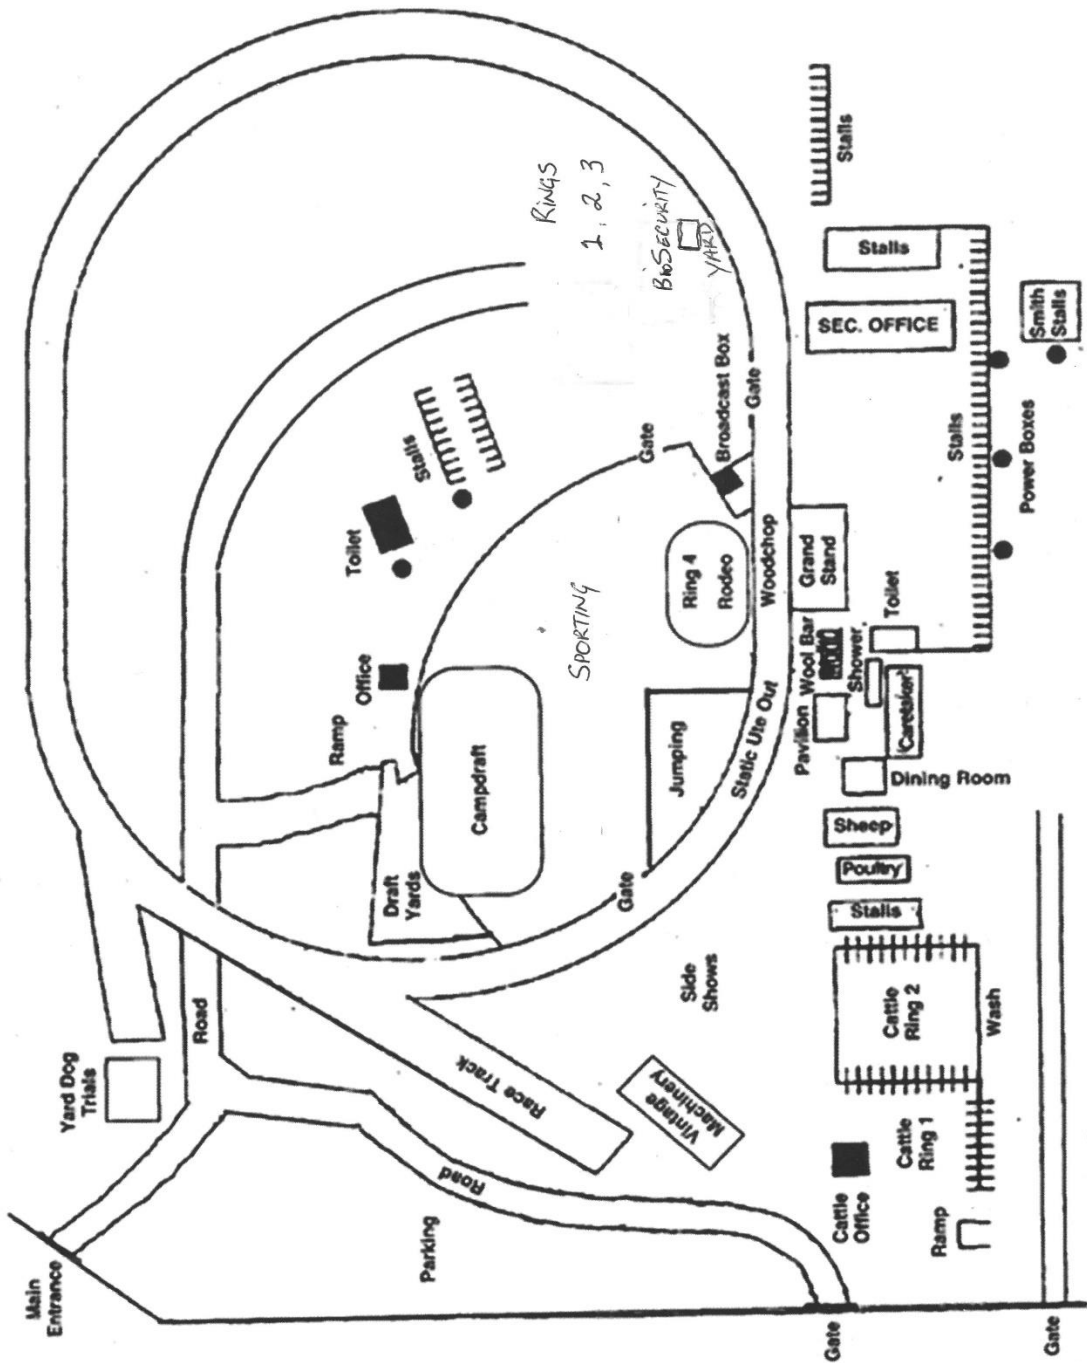 Main
Entrance
Yard Dog
Trials
Road
Road
Parking
Race Track
Vintage
Machinery
Side
Shows
Draft
Yards
Ramp
Campdraft
Office
Toilet
Stalls
SPORTING
RINGS
1, 2, 3
BIOSECURITY
YARD
Gate
Broadcast Box
Gate
Ring 4
Rodeo
Woodchop
Jumping
Static Ute Out
Gate
Grand
Stand
Wool Bar
Pavilion
Shower
Toilet
Caretaker
Dining Room
Sheep
Poultry
Stalls
Cattle
Ring 2
Wash
Cattle
Ring 1
Cattle
Office
Ramp
Gate
Gate
SEC. OFFICE
Stalls
Stalls
Stalls
Smith
Stalls
Power Boxes